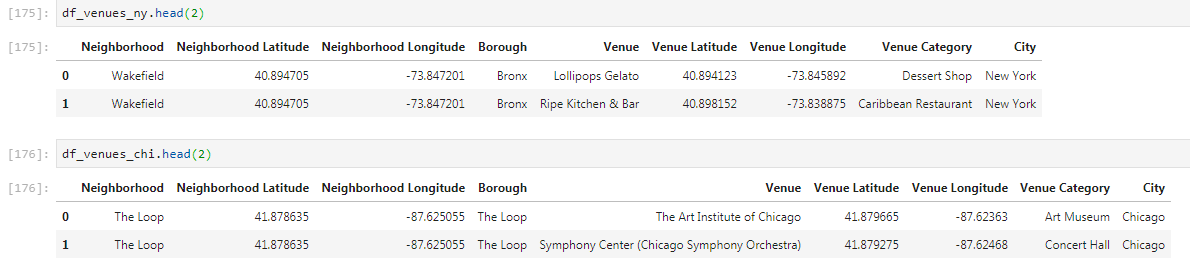 [175]: df_venues_ny.head(2)
[175]: Neighborhood Neighborhood Latitude Neighborhood Longitude Borough Venue Venue Latitude Venue Longitude Venue Category City
0 Wakefield 40.894705 -73.847201 Bronx Lollipops Gelato 40.894123 -73.845892 Dessert Shop New York
1 Wakefield 40.894705 -73.847201 Bronx Ripe Kitchen & Bar 40.898152 -73.838875 Caribbean Restaurant New York
[176]: df_venues_chi.head(2)
[176]: Neighborhood Neighborhood Latitude Neighborhood Longitude Borough Venue Venue Latitude Venue Longitude Venue Category City
0 The Loop 41.878635 -87.625055 The Loop The Art Institute of Chicago 41.879665 -87.62363 Art Museum Chicago
1 The Loop 41.878635 -87.625055 The Loop Symphony Center (Chicago Symphony Orchestra) 41.879275 -87.62468 Concert Hall Chicago